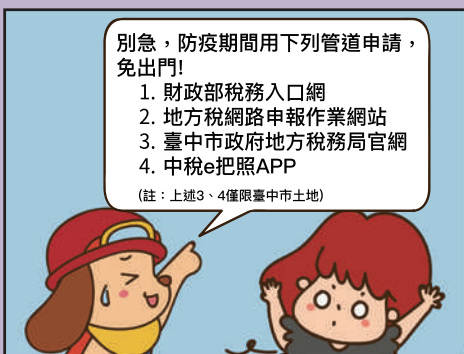 別急，防疫期間用下列管道申請，
免出門!
1. 財政部稅務入口網
2. 地方稅網路申報作業網站
3. 臺中市政府地方稅務局官網
4. 中稅e把照APP
(註：上述3、4僅限臺中市土地)